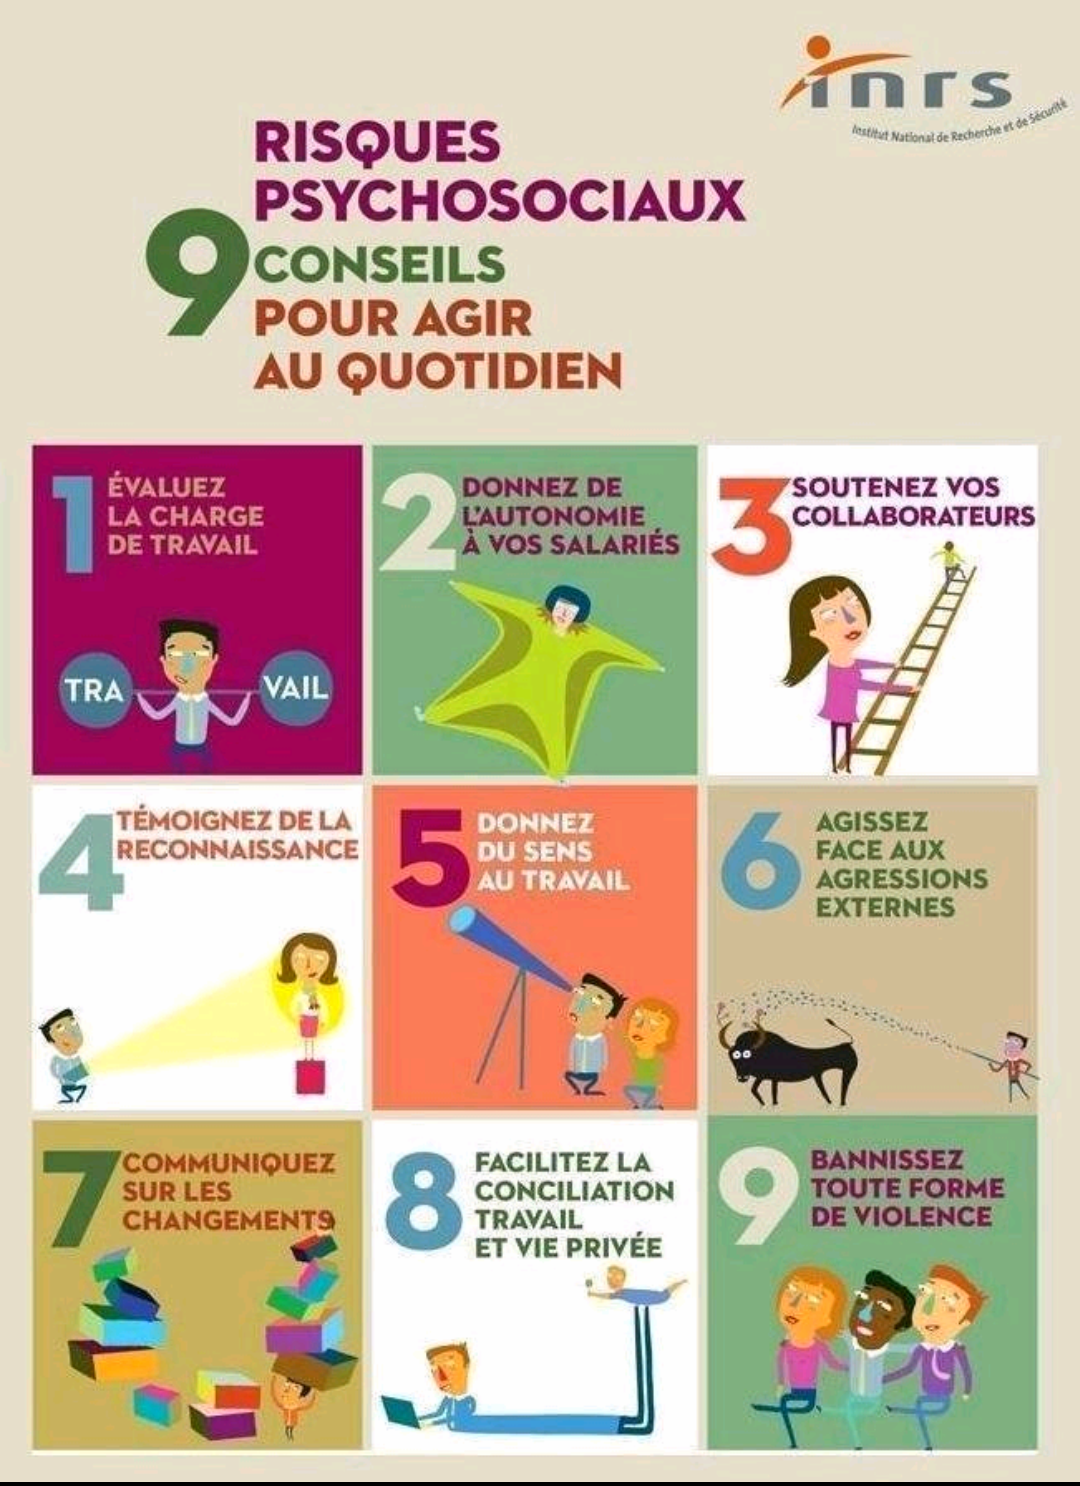 inrs
Institut National de Recherche et de Sécurité
RISQUES
PSYCHOSOCIAUX
9 CONSEILS
POUR AGIR
AU QUOTIDIEN
1 ÉVALUEZ
LA CHARGE
DE TRAVAIL
TRA VAIL
2 DONNEZ DE
L'AUTONOMIE
À VOS SALARIÉS
3 SOUTENEZ VOS
COLLABORATEURS
4 TÉMOIGNEZ DE LA
RECONNAISSANCE
5 DONNEZ
DU SENS
AU TRAVAIL
6 AGISSEZ
FACE AUX
AGRESSIONS
EXTERNES
7 COMMUNIQUEZ
SUR LES
CHANGEMENTS
8 FACILITEZ LA
CONCILIATION
TRAVAIL
ET VIE PRIVÉE
9 BANNISSEZ
TOUTE FORME
DE VIOLENCE